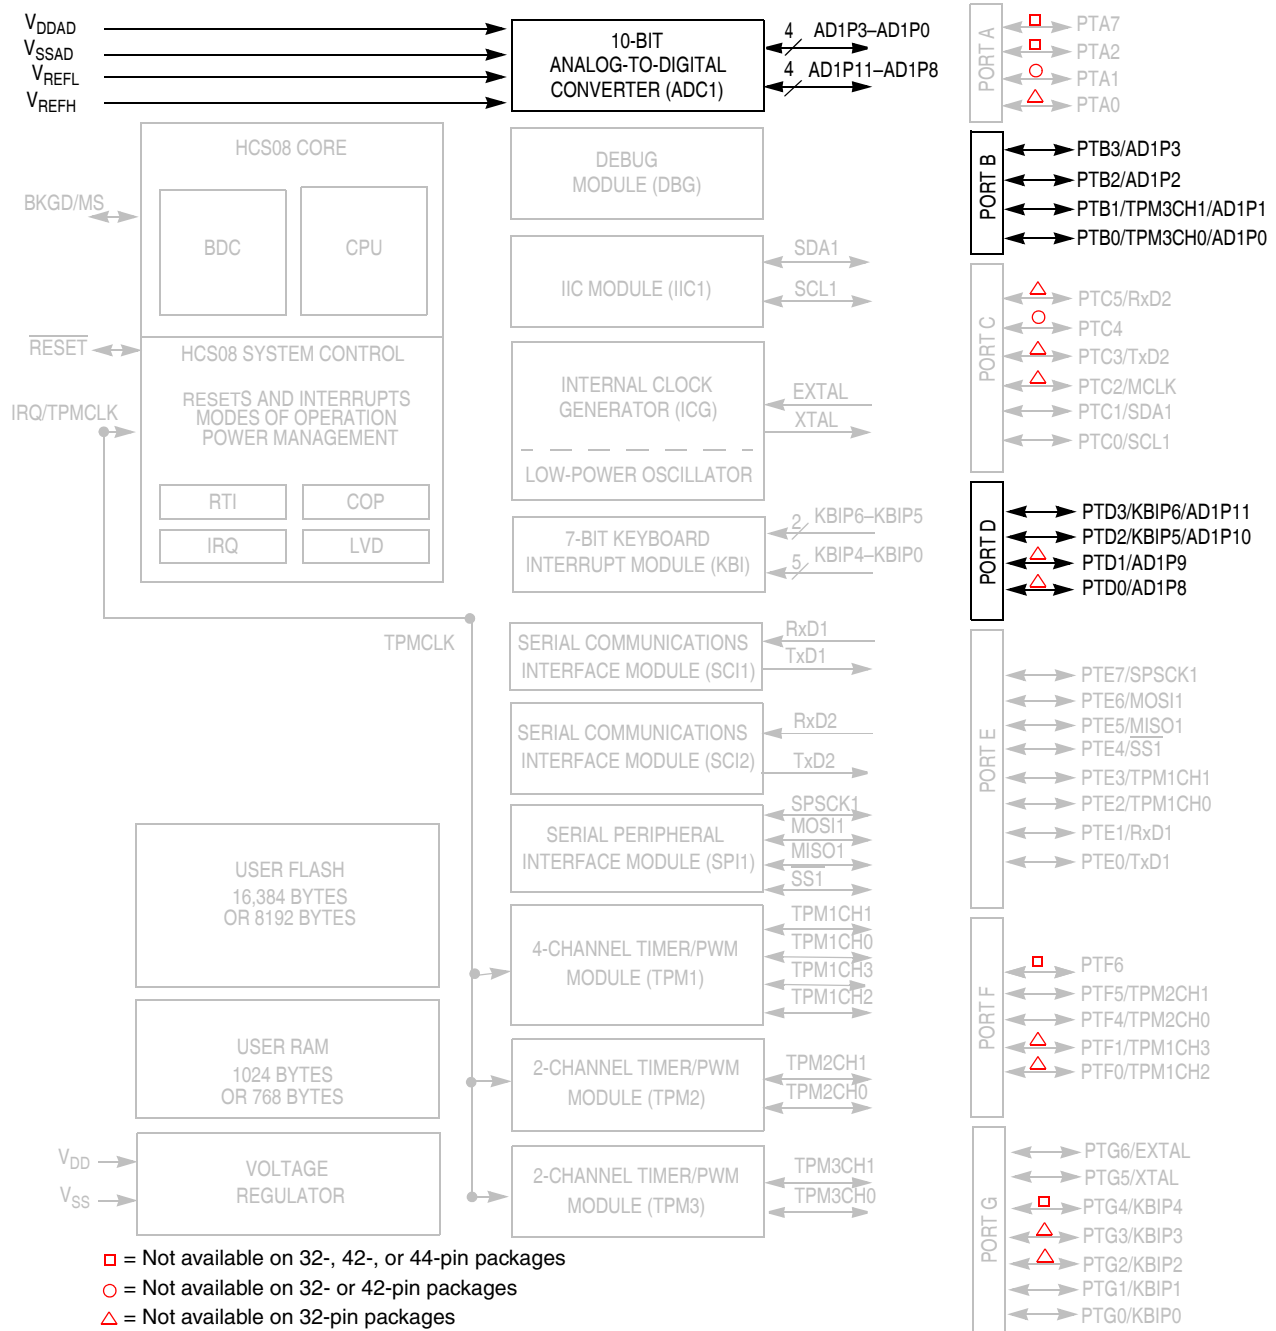 VDDAD
VSSAD
VREFL
VREFH
10-BIT
ANALOG-TO-DIGITAL
CONVERTER (ADC1)
4 AD1P3–AD1P0
4 AD1P11–AD1P8
HCS08 CORE
BDC
CPU
BKGD/MS
RESET
HCS08 SYSTEM CONTROL
RESETS AND INTERRUPTS
MODES OF OPERATION
POWER MANAGEMENT
IRQ/TPMCLK
RTI
COP
IRQ
LVD
TPMCLK
USER FLASH
16,384 BYTES
OR 8192 BYTES
USER RAM
1024 BYTES
OR 768 BYTES
VDD
VSS
VOLTAGE
REGULATOR
DEBUG
MODULE (DBG)
IIC MODULE (IIC1)
SDA1
SCL1
INTERNAL CLOCK
GENERATOR (ICG)
EXTAL
XTAL
LOW-POWER OSCILLATOR
7-BIT KEYBOARD
INTERRUPT MODULE (KBI)
2 KBIP6–KBIP5
5 KBIP4–KBIP0
SERIAL COMMUNICATIONS
INTERFACE MODULE (SCI1)
RxD1
TxD1
SERIAL COMMUNICATIONS
INTERFACE MODULE (SCI2)
RxD2
TxD2
SERIAL PERIPHERAL
INTERFACE MODULE (SPI1)
SPSCK1
MOSI1
MISO1
SS1
4-CHANNEL TIMER/PWM
MODULE (TPM1)
TPM1CH1
TPM1CH0
TPM1CH3
TPM1CH2
2-CHANNEL TIMER/PWM
MODULE (TPM2)
TPM2CH1
TPM2CH0
2-CHANNEL TIMER/PWM
MODULE (TPM3)
TPM3CH1
TPM3CH0
PORT A
PTA7
PTA2
PTA1
PTA0
PORT B
PTB3/AD1P3
PTB2/AD1P2
PTB1/TPM3CH1/AD1P1
PTB0/TPM3CH0/AD1P0
PORT C
PTC5/RxD2
PTC4
PTC3/TxD2
PTC2/MCLK
PTC1/SDA1
PTC0/SCL1
PORT D
PTD3/KBIP6/AD1P11
PTD2/KBIP5/AD1P10
PTD1/AD1P9
PTD0/AD1P8
PORT E
PTE7/SPSCK1
PTE6/MOSI1
PTE5/MISO1
PTE4/SS1
PTE3/TPM1CH1
PTE2/TPM1CH0
PTE1/RxD1
PTE0/TxD1
PORT F
PTF6
PTF5/TPM2CH1
PTF4/TPM2CH0
PTF1/TPM1CH3
PTF0/TPM1CH2
PORT G
PTG6/EXTAL
PTG5/XTAL
PTG4/KBIP4
PTG3/KBIP3
PTG2/KBIP2
PTG1/KBIP1
PTG0/KBIP0
= Not available on 32-, 42-, or 44-pin packages
= Not available on 32- or 42-pin packages
= Not available on 32-pin packages